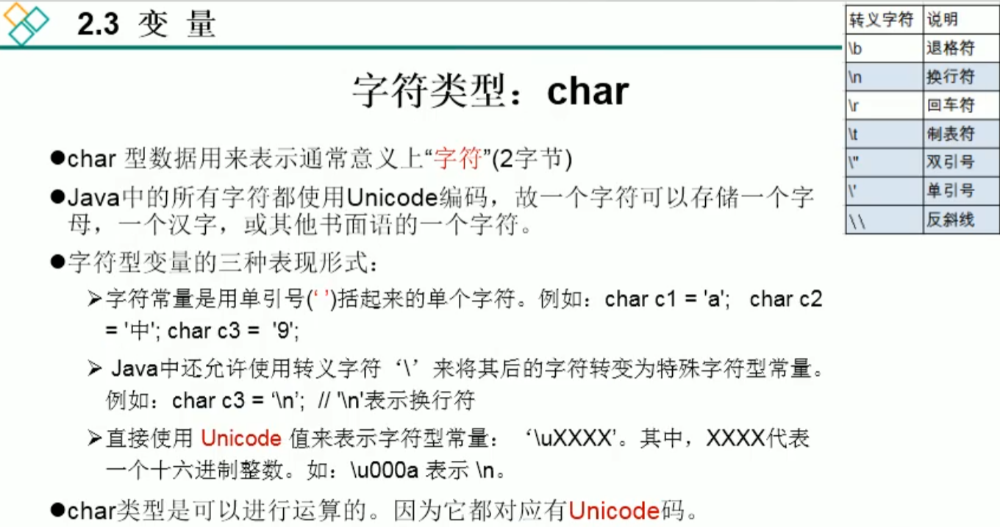 2.3 变 量
字符类型：char
●char 型数据用来表示通常意义上“字符”(2字节)
●Java中的所有字符都使用Unicode编码，故一个字符可以存储一个字
母，一个汉字，或其他书面语的一个字符。
●字符型变量的三种表现形式：
➢字符常量是用单引号(‘ ’)括起来的单个字符。例如：char c1 = 'a'; char c2
= '中'; char c3 = '9';
➢ Java中还允许使用转义字符‘\’来将其后的字符转变为特殊字符型常量。
例如：char c3 = ‘\n’; // '\n'表示换行符
➢直接使用 Unicode 值来表示字符型常量：‘\uXXXX’。其中，XXXX代表
一个十六进制整数。如：\u000a 表示 \n。
●char类型是可以进行运算的。因为它都对应有Unicode码。
转义字符 说明
\b 退格符
\n 换行符
\r 回车符
\t 制表符
\" 双引号
\' 单引号
\\ 反斜线